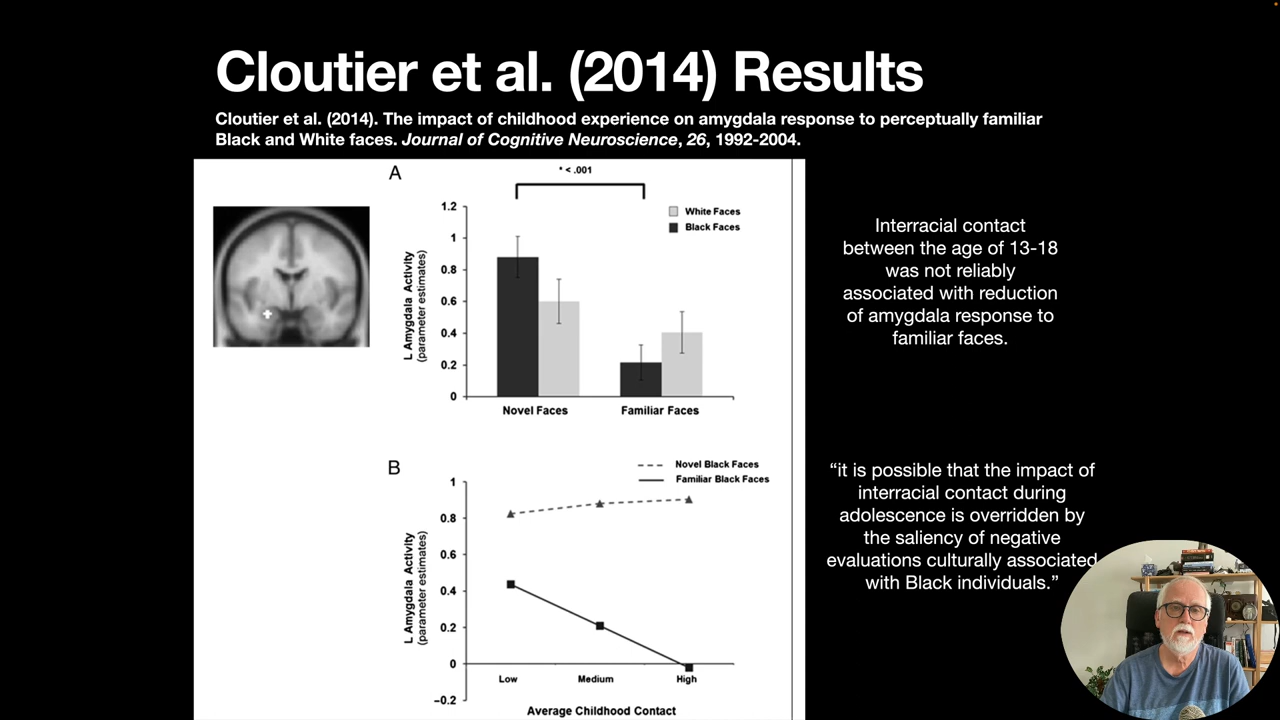 Cloutier et al. (2014) Results
Cloutier et al. (2014). The impact of childhood experience on amygdala response to perceptually familiar
Black and White faces. Journal of Cognitive Neuroscience, 26, 1992-2004.
A
* < .001
White Faces
Black Faces
L Amygdala Activity
(parameter estimates)
1.2
1
0.8
0.6
0.4
0.2
0
Novel Faces
Familiar Faces
B
Novel Black Faces
Familiar Black Faces
L Amygdala Activity
(parameter estimates)
1
0.8
0.6
0.4
0.2
0
–0.2
Low
Medium
High
Average Childhood Contact
Interracial contact
between the age of 13-18
was not reliably
associated with reduction
of amygdala response to
familiar faces.
“it is possible that the impact of
interracial contact during
adolescence is overridden by
the saliency of negative
evaluations culturally associated
with Black individuals.”